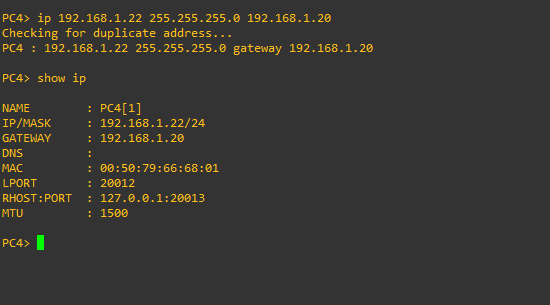 PC4> ip 192.168.1.22 255.255.255.0 192.168.1.20
Checking for duplicate address...
PC4 : 192.168.1.22 255.255.255.0 gateway 192.168.1.20
PC4> show ip
NAME        : PC4[1]
IP/MASK     : 192.168.1.22/24
GATEWAY     : 192.168.1.20
DNS         :
MAC         : 00:50:79:66:68:01
LPORT       : 20012
RHOST:PORT  : 127.0.0.1:20013
MTU         : 1500
PC4>